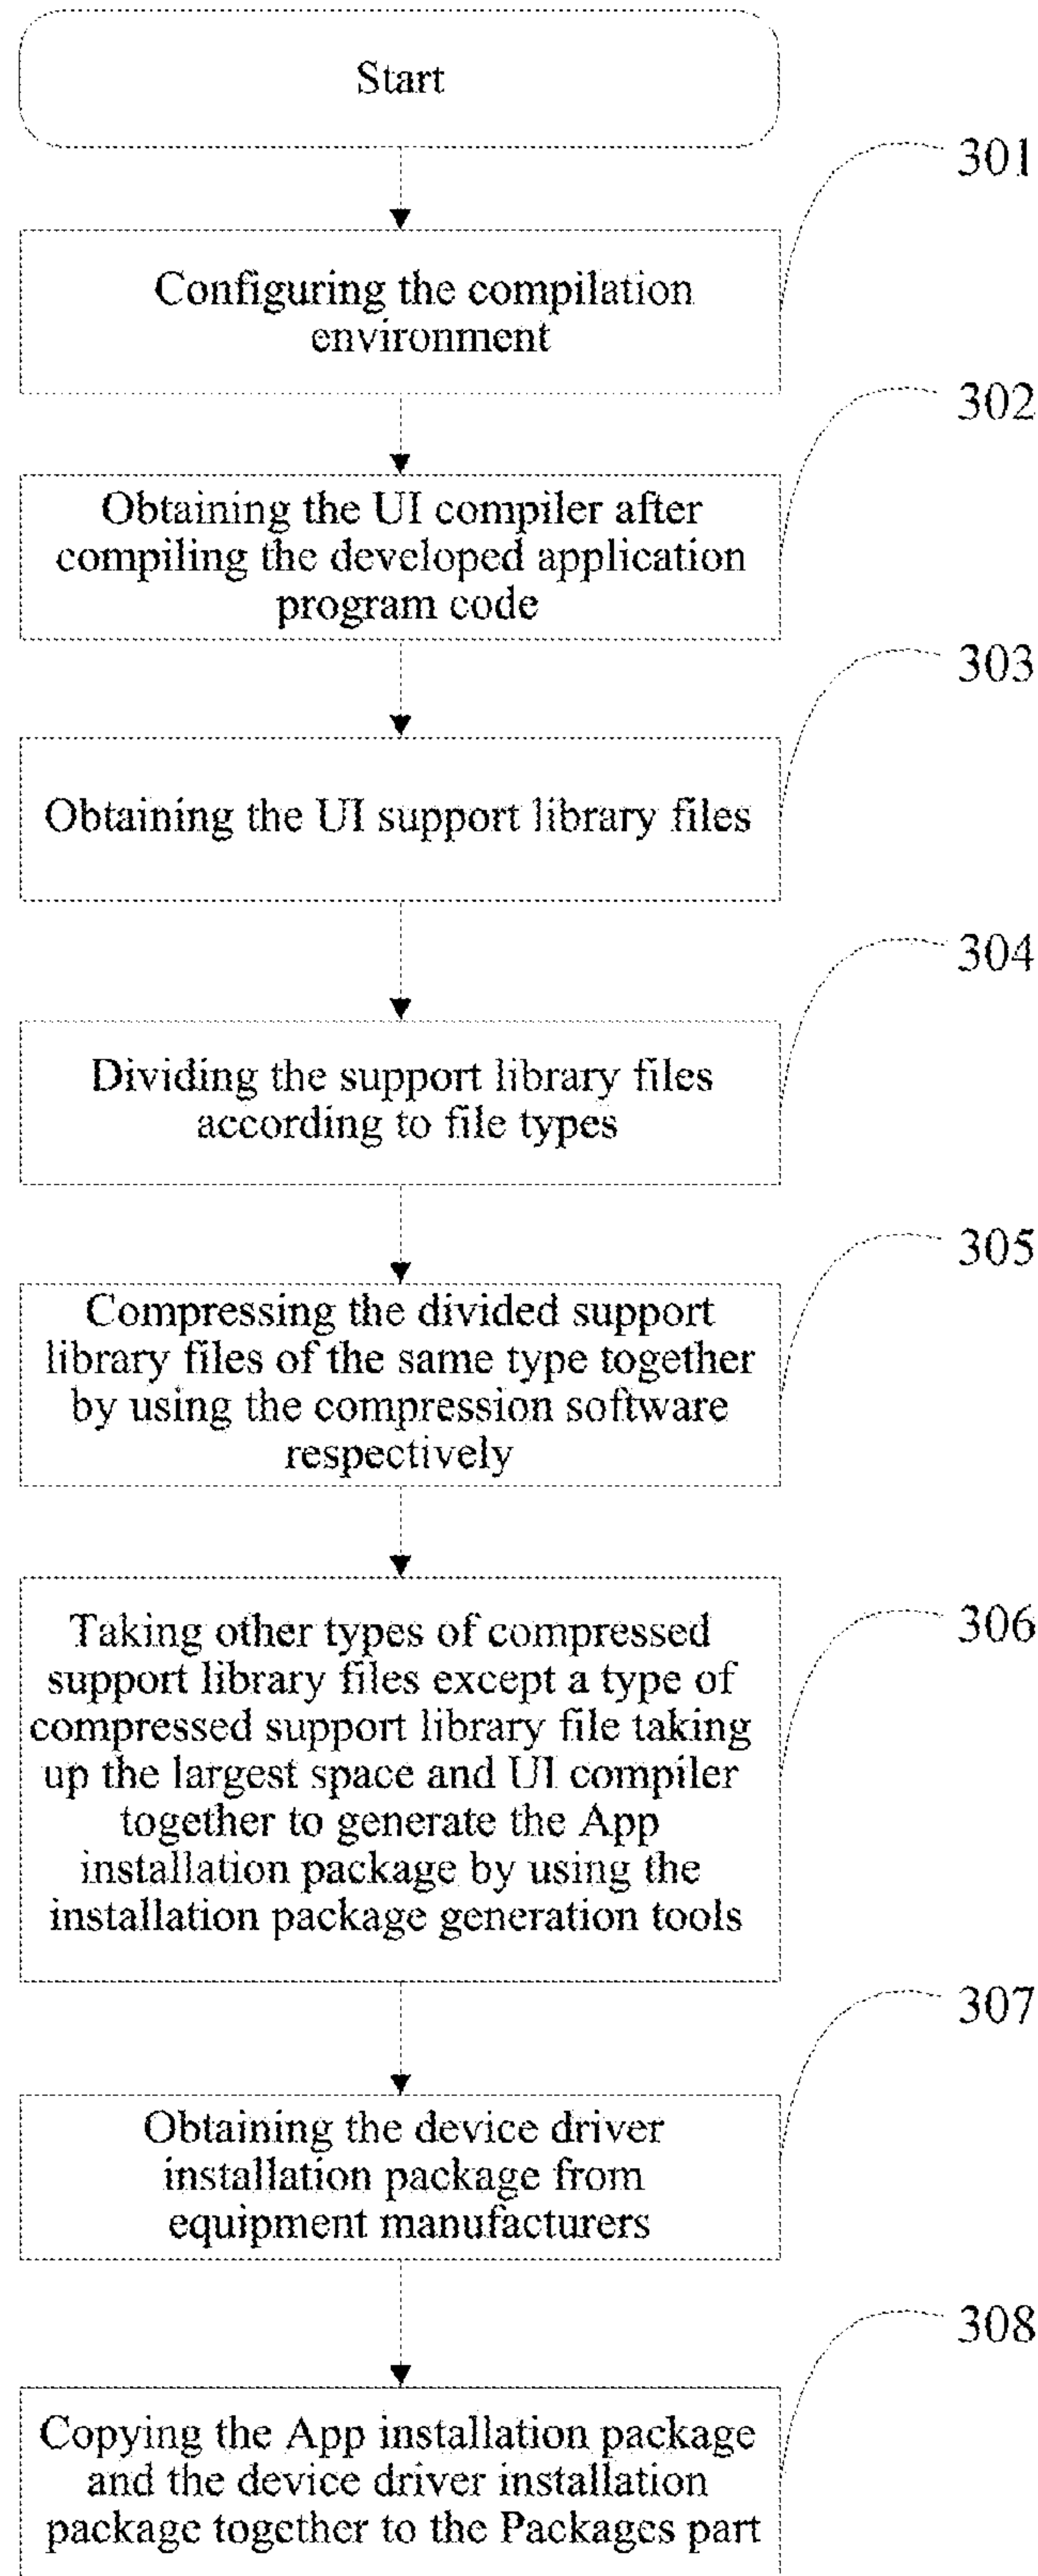 Start
301
Configuring the compilation
environment
302
Obtaining the UI compiler after
compiling the developed application
program code
303
Obtaining the UI support library files
304
Dividing the support library files
according to file types
305
Compressing the divided support
library files of the same type together
by using the compression software
respectively
306
Taking other types of compressed
support library files except a type of
compressed support library file taking
up the largest space and UI compiler
together to generate the App
installation package by using the
installation package generation tools
307
Obtaining the device driver
installation package from
equipment manufacturers
308
Copying the App installation package
and the device driver installation
package together to the Packages part